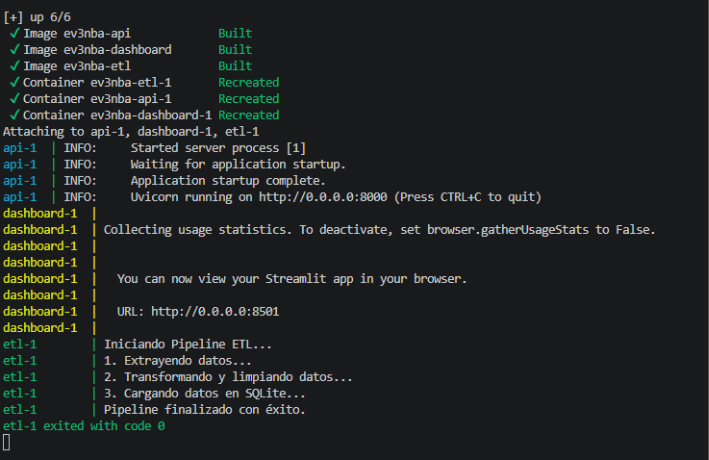 [+] up 6/6
✓ Image ev3nba-api Built
✓ Image ev3nba-dashboard Built
✓ Image ev3nba-etl Built
✓ Container ev3nba-etl-1 Recreated
✓ Container ev3nba-api-1 Recreated
✓ Container ev3nba-dashboard-1 Recreated
Attaching to api-1, dashboard-1, etl-1
api-1 | INFO: Started server process [1]
api-1 | INFO: Waiting for application startup.
api-1 | INFO: Application startup complete.
api-1 | INFO: Uvicorn running on http://0.0.0.0:8000 (Press CTRL+C to quit)
dashboard-1 |
dashboard-1 | Collecting usage statistics. To deactivate, set browser.gatherUsageStats to False.
dashboard-1 |
dashboard-1 |
dashboard-1 | You can now view your Streamlit app in your browser.
dashboard-1 |
dashboard-1 | URL: http://0.0.0.0:8501
dashboard-1 |
etl-1 | Iniciando Pipeline ETL...
etl-1 | 1. Extrayendo datos...
etl-1 | 2. Transformando y limpiando datos...
etl-1 | 3. Cargando datos en SQLite...
etl-1 | Pipeline finalizado con éxito.
etl-1 exited with code 0